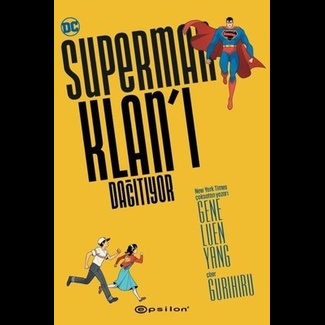 DC
SUPERMAN
KLAN'I
DAĞITIYOR
New York Times
çoksatan yazarı
GENE
LUEN
YANG
çizer
GURIHIRU
epsilon